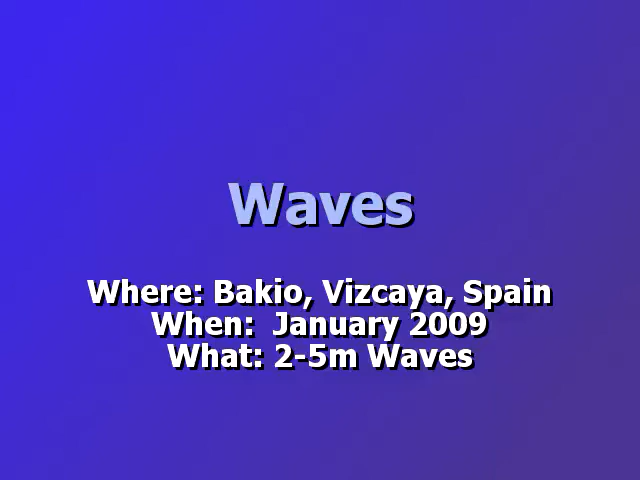 Waves
Where: Bakio, Vizcaya, Spain
When:  January 2009
What: 2-5m Waves